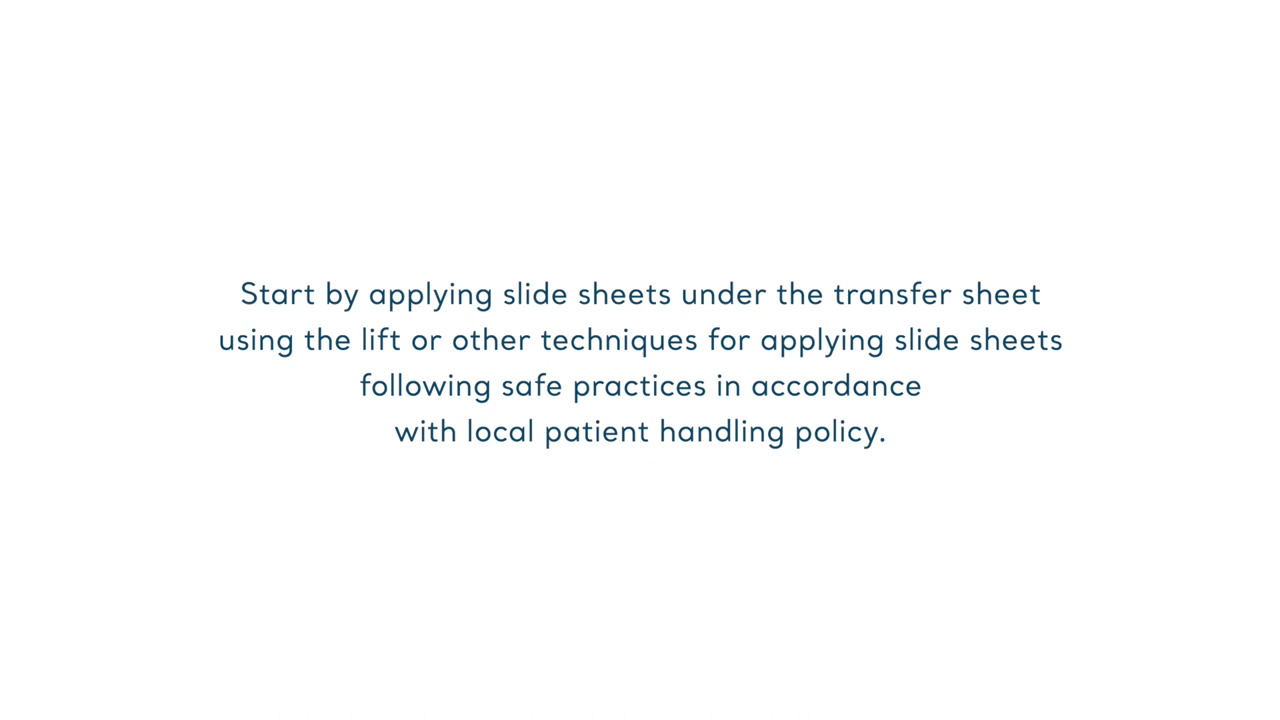 Start by applying slide sheets under the transfer sheet
using the lift or other techniques for applying slide sheets
following safe practices in accordance
with local patient handling policy.